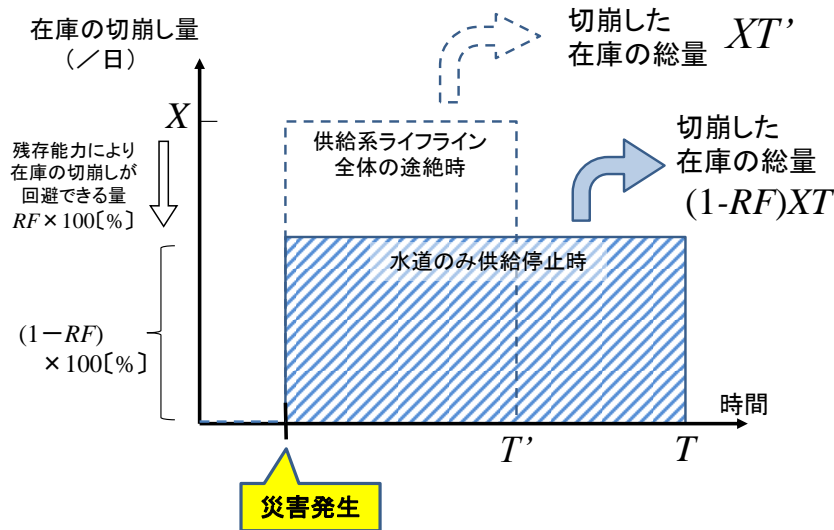 在庫の切崩し量
(／日)
切崩した
在庫の総量 XT’
X
供給系ライフライン
全体の途絶時
残存能力により
在庫の切崩しが
回避できる量
RF×100〔%〕
切崩した
在庫の総量
(1-RF)XT
水道のみ供給停止時
(1－RF)
×100〔%〕
時間
T’
T
災害発生